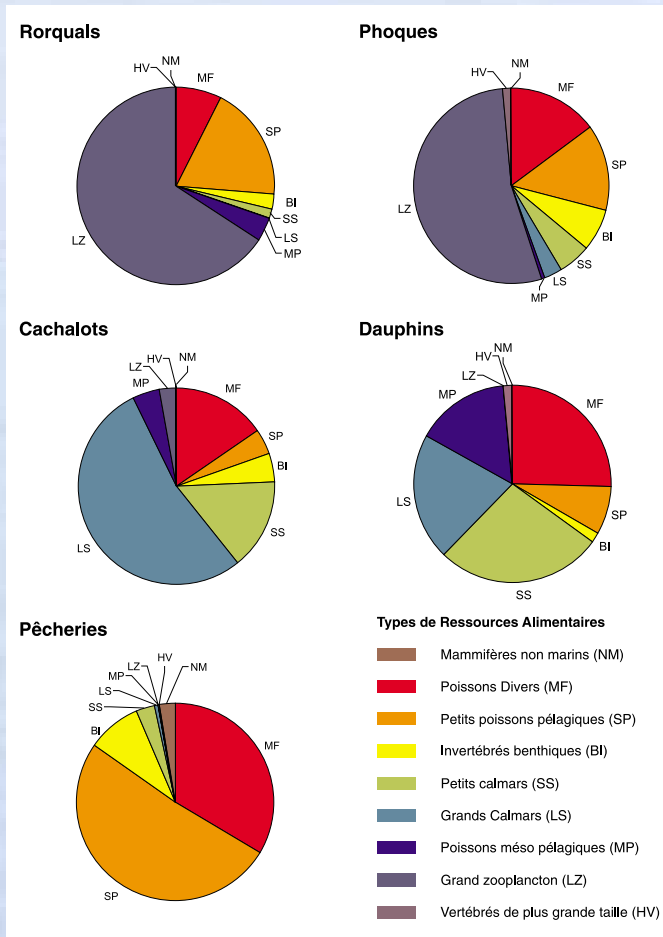 Rorquals
NM
HV
MF
SP
BI
SS
LS
MP
LZ
Phoques
NM
HV
MF
SP
BI
SS
LS
MP
LZ
Cachalots
HV
NM
LZ
MP
MF
SP
BI
SS
LS
Dauphins
NM
HV
LZ
MP
MF
SP
BI
SS
LS
Pêcheries
HV
LZ
NM
MP
LS
SS
BI
MF
SP
Types de Ressources Alimentaires
Mammifères non marins (NM)
Poissons Divers (MF)
Petits poissons pélagiques (SP)
Invertébrés benthiques (BI)
Petits calmars (SS)
Grands Calmars (LS)
Poissons méso pélagiques (MP)
Grand zooplancton (LZ)
Vertébrés de plus grande taille (HV)